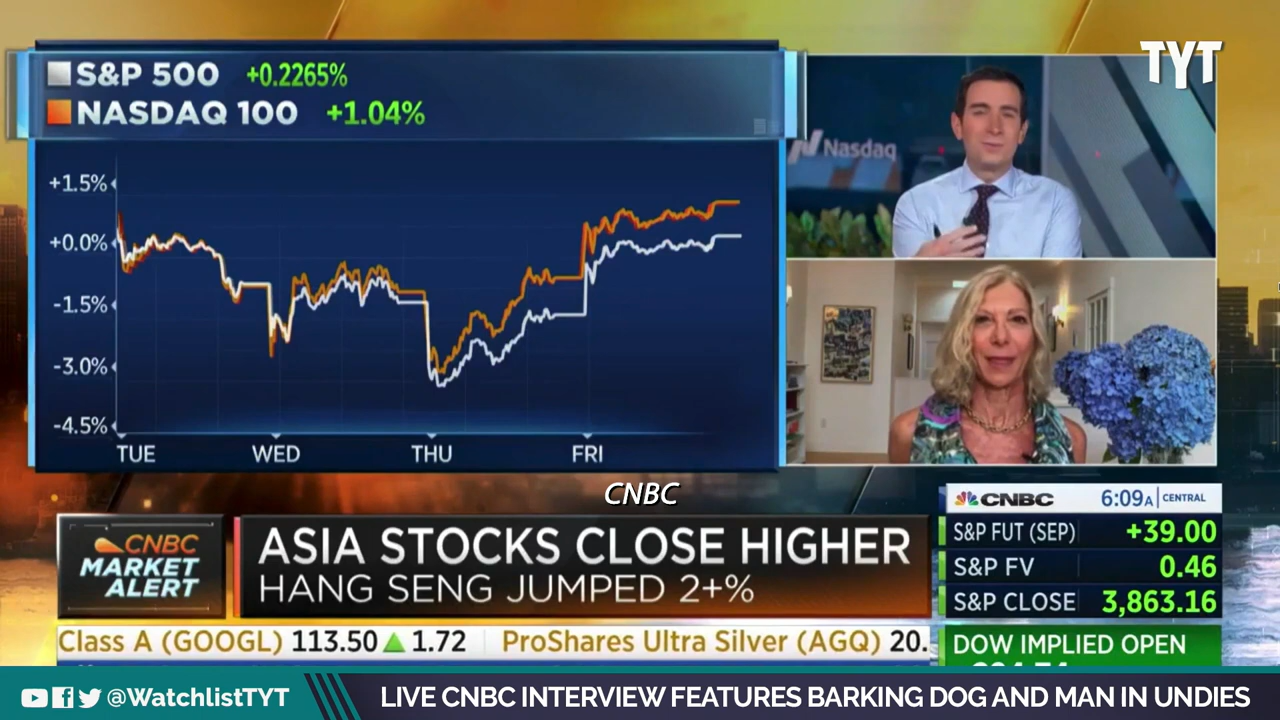 TYT
S&P 500 +0.2265%
NASDAQ 100 +1.04%
Nasdaq
+1.5%
+0.0%
-1.5%
-3.0%
-4.5%
TUE WED THU FRI
CNBC
CNBC 6:09A CENTRAL
CNBC
MARKET
ALERT
ASIA STOCKS CLOSE HIGHER
HANG SENG JUMPED 2+%
S&P FUT (SEP) +39.00
S&P FV 0.46
S&P CLOSE 3,863.16
DOW IMPLIED OPEN
Class A (GOOGL) 113.50 ▲ 1.72 ProShares Ultra Silver (AGQ) 20.
@WatchlistTYT LIVE CNBC INTERVIEW FEATURES BARKING DOG AND MAN IN UNDIES